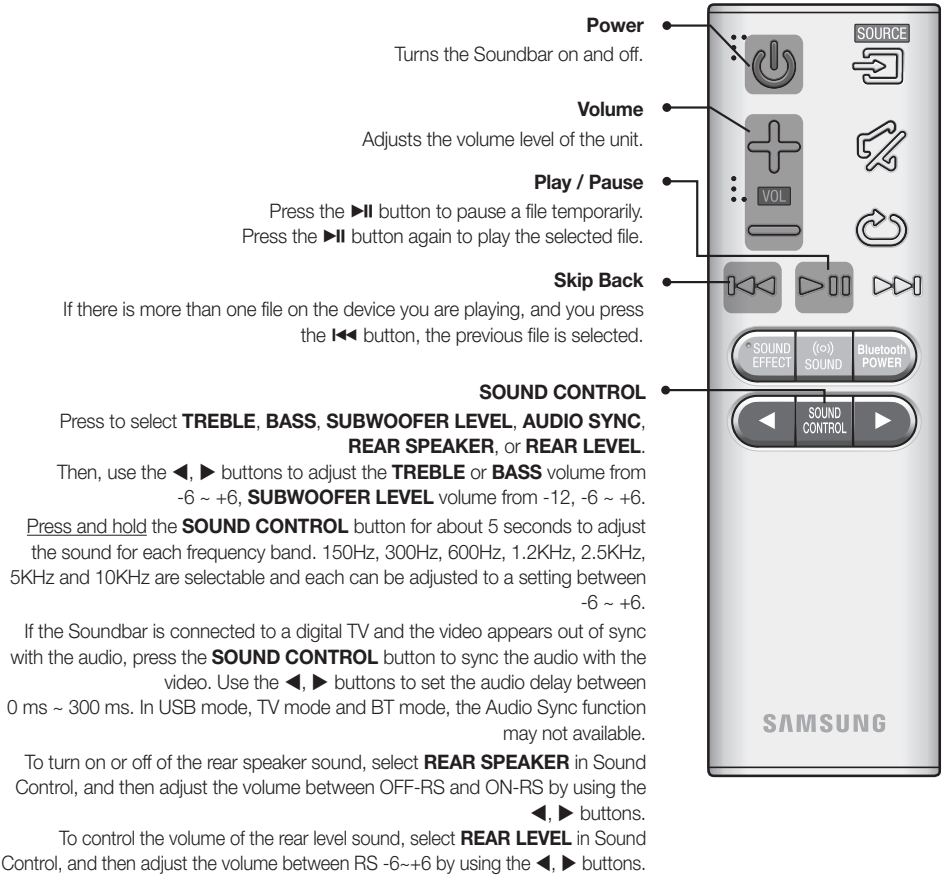 Power
Turns the Soundbar on and off.
Volume
Adjusts the volume level of the unit.
Play / Pause
Press the ⏯ button to pause a file temporarily.
Press the ⏯ button again to play the selected file.
Skip Back
If there is more than one file on the device you are playing, and you press
the ⏮ button, the previous file is selected.
SOUND CONTROL
Press to select TREBLE, BASS, SUBWOOFER LEVEL, AUDIO SYNC,
REAR SPEAKER, or REAR LEVEL.
Then, use the ◀, ▶ buttons to adjust the TREBLE or BASS volume from
-6 ~ +6, SUBWOOFER LEVEL volume from -12, -6 ~ +6.
Press and hold the SOUND CONTROL button for about 5 seconds to adjust
the sound for each frequency band. 150Hz, 300Hz, 600Hz, 1.2KHz, 2.5KHz,
5KHz and 10KHz are selectable and each can be adjusted to a setting between
-6 ~ +6.
If the Soundbar is connected to a digital TV and the video appears out of sync
with the audio, press the SOUND CONTROL button to sync the audio with the
video. Use the ◀, ▶ buttons to set the audio delay between
0 ms ~ 300 ms. In USB mode, TV mode and BT mode, the Audio Sync function
may not available.
To turn on or off of the rear speaker sound, select REAR SPEAKER in Sound
Control, and then adjust the volume between OFF-RS and ON-RS by using the
◀, ▶ buttons.
To control the volume of the rear level sound, select REAR LEVEL in Sound
Control, and then adjust the volume between RS -6~+6 by using the ◀, ▶ buttons.
SOURCE
VOL
SOUND
EFFECT
SOUND
Bluetooth
POWER
SOUND
CONTROL
SAMSUNG